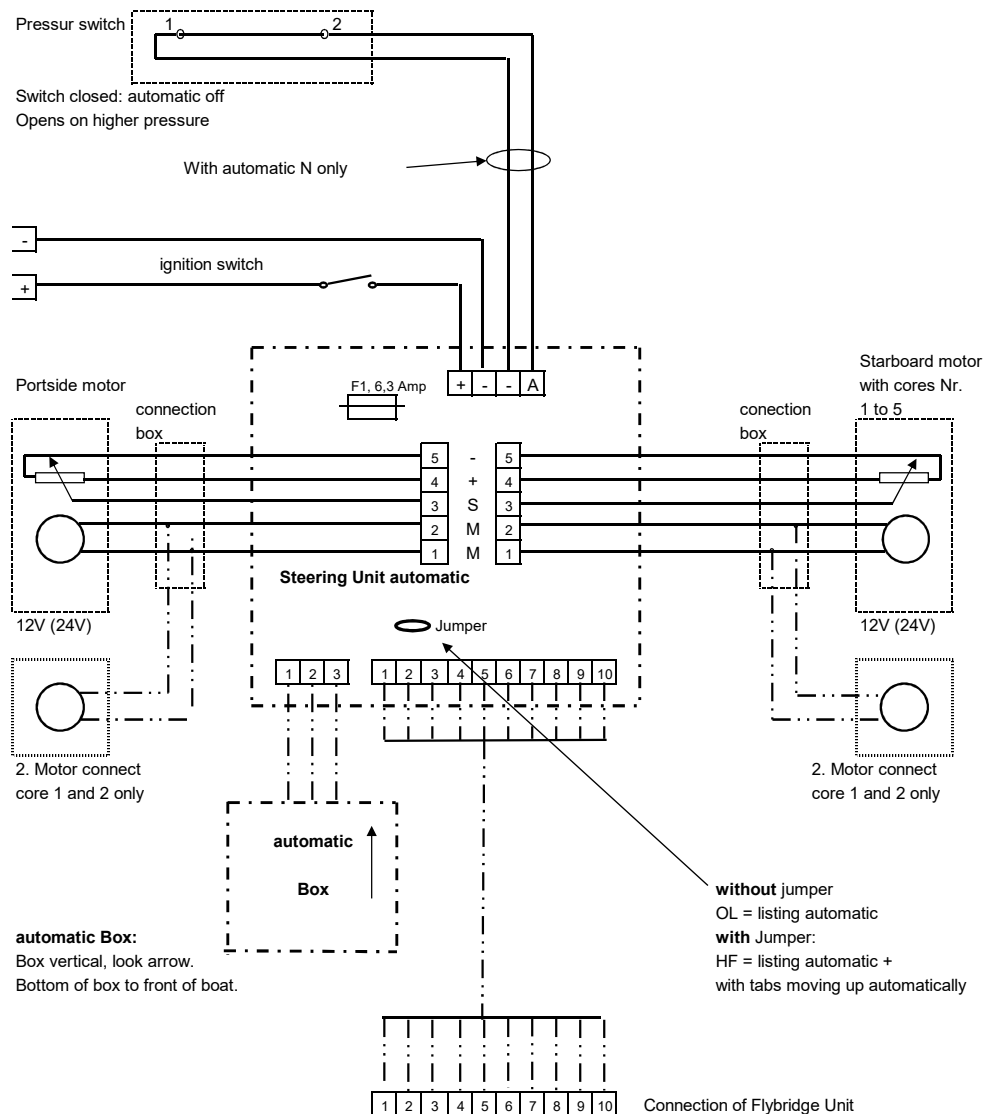 Pressur switch
1 2
Switch closed: automatic off
Opens on higher pressure
With automatic N only
-
ignition switch
+
Portside motor
connection
box
F1, 6,3 Amp
+ - - A
Starboard motor
with cores Nr.
1 to 5
conection
box
5 - 5
4 + 4
3 S 3
2 M 2
1 M 1
Steering Unit automatic
12V (24V)
12V (24V)
Jumper
1 2 3
1 2 3 4 5 6 7 8 9 10
2. Motor connect
core 1 and 2 only
2. Motor connect
core 1 and 2 only
automatic
Box
automatic Box:
Box vertical, look arrow.
Bottom of box to front of boat.
without jumper
OL = listing automatic
with Jumper:
HF = listing automatic +
with tabs moving up automatically
1 2 3 4 5 6 7 8 9 10
Connection of Flybridge Unit